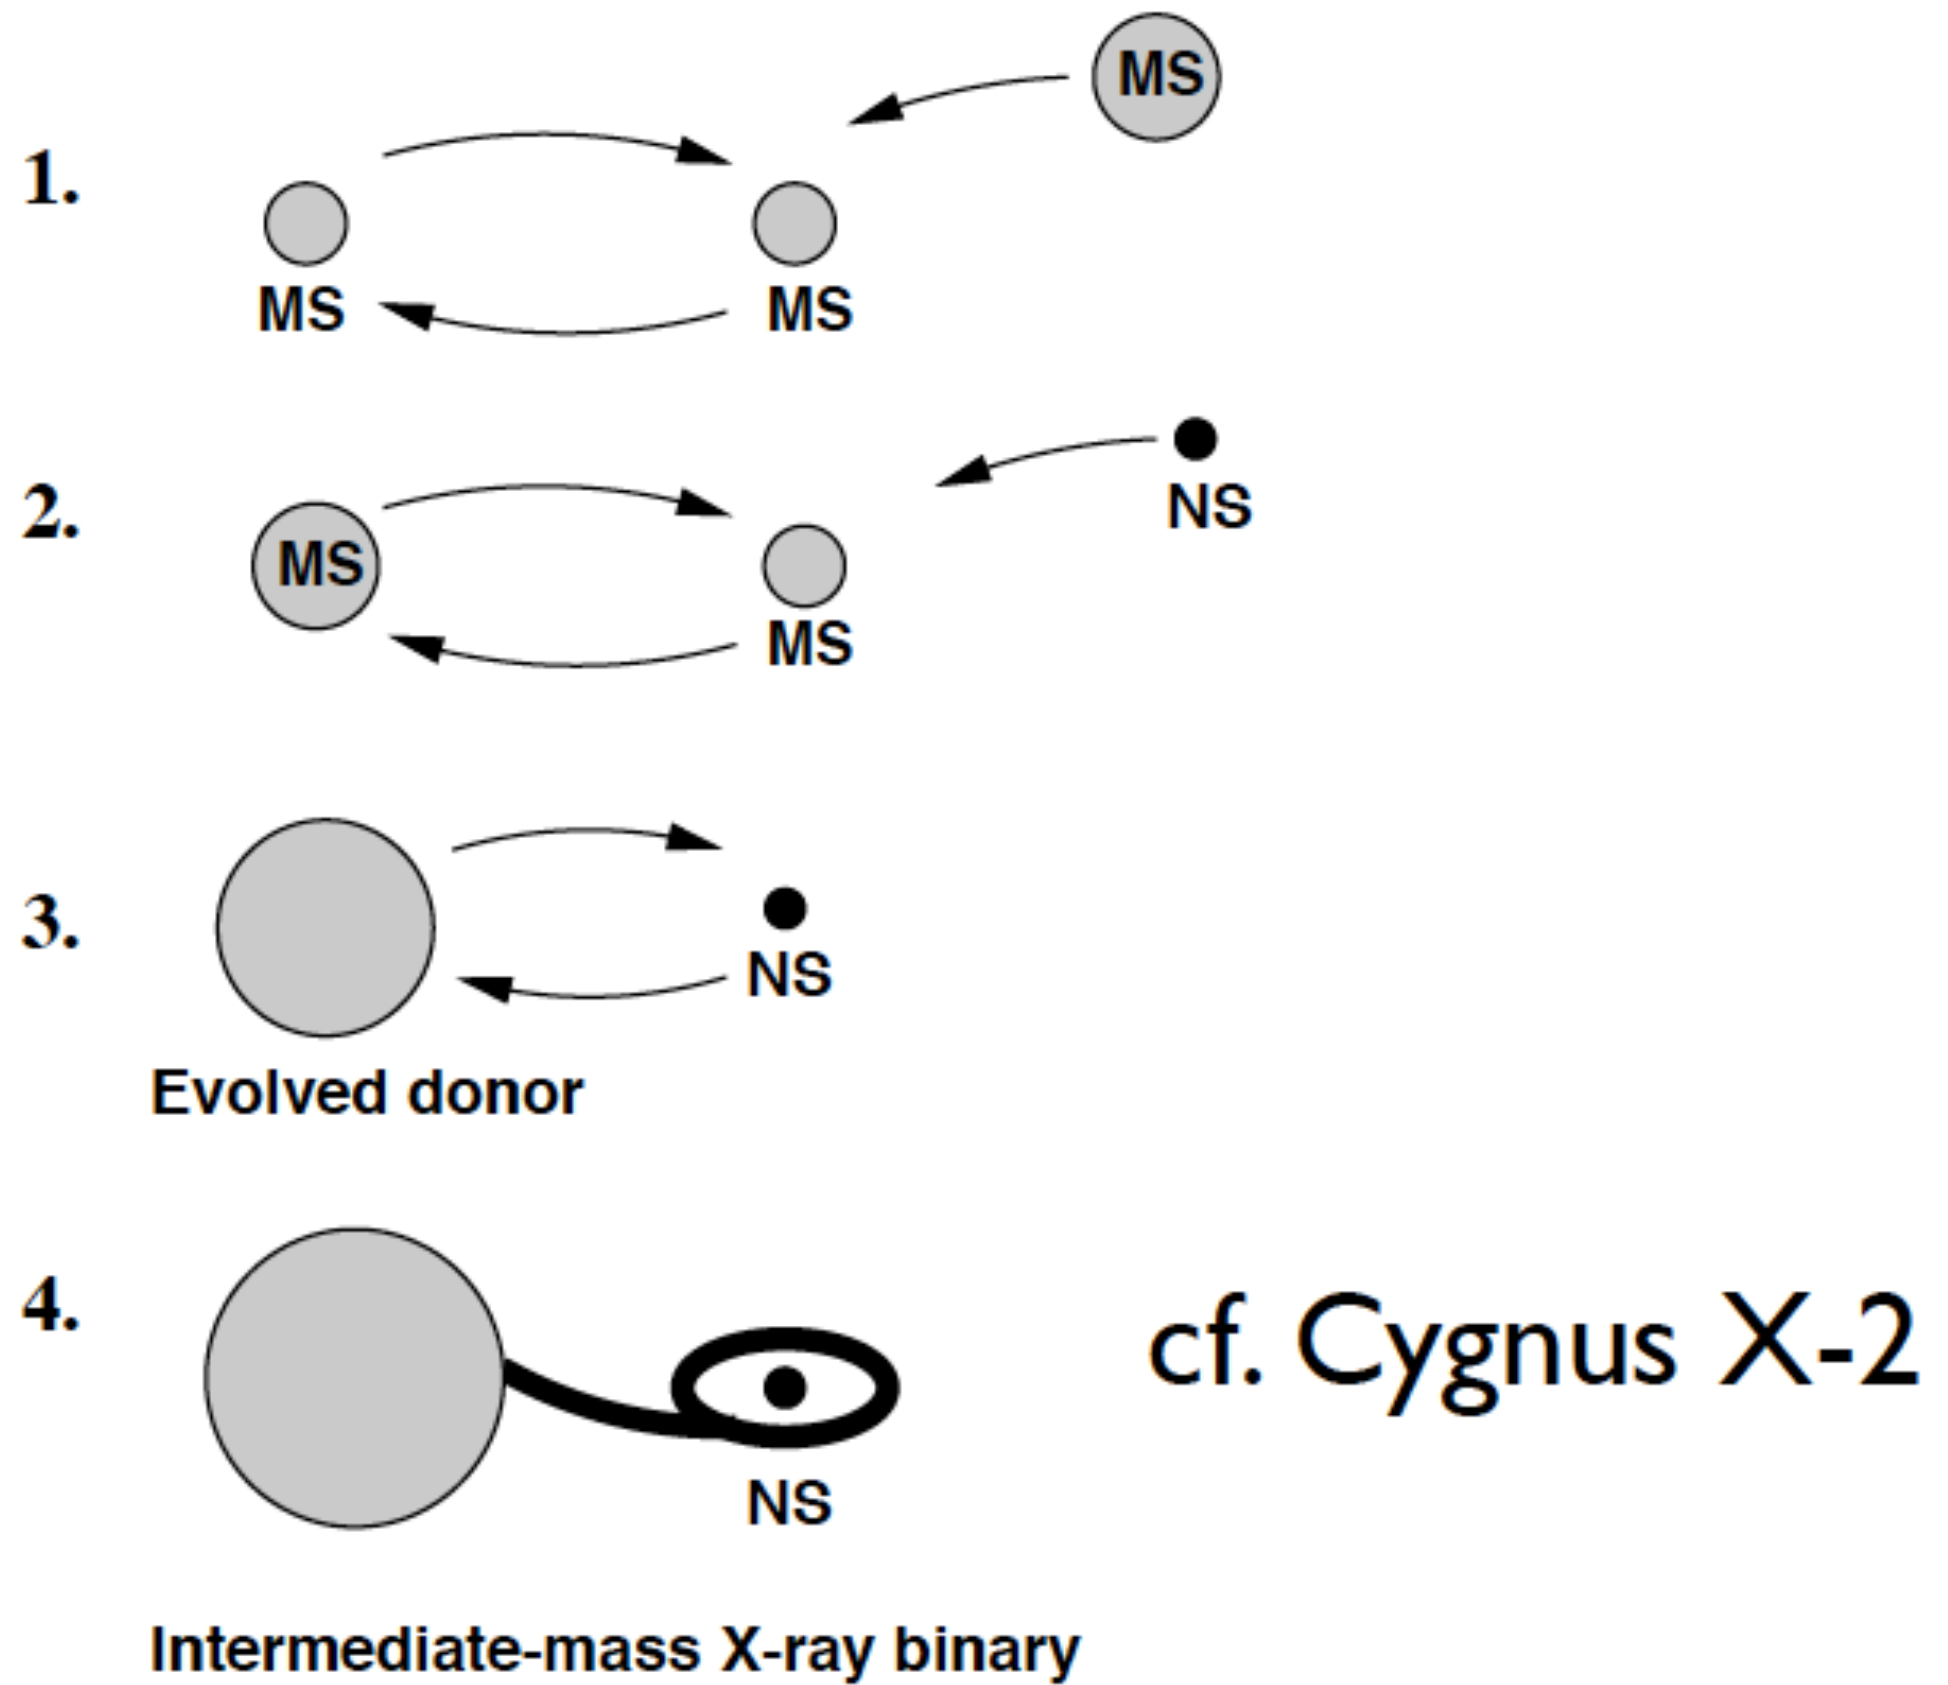 MS
1.
MS
MS
2.
MS
MS
NS
3.
NS
Evolved donor
4.
cf. Cygnus X-2
NS
Intermediate-mass X-ray binary